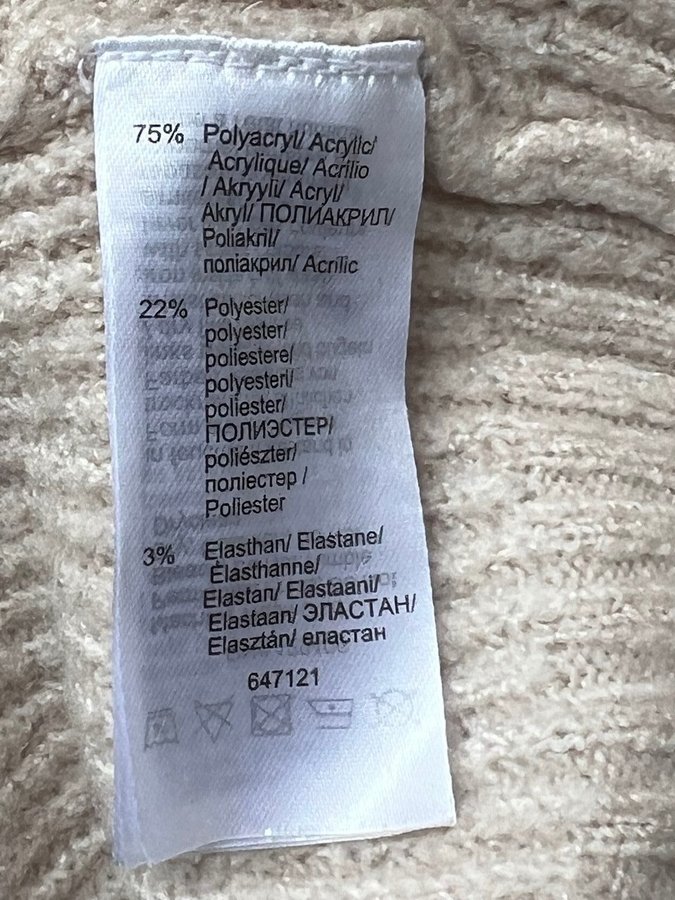 75% Polyacryl/ Acrylic/
Acrylique/ Acrilio
/ Akryyli/ Acryl/
Akryl/ ПОЛИАКРИЛ/
Poliakril/
поліакрил/ Acrilic
22% Polyester/
polyester/
poliestere/
polyesteri/
poliester/
ПОЛИЭСТЕР/
poliészter/
поліестер /
Poliester
3% Elasthan/ Elastane/
Élasthanne/
Elastan/ Elastaani/
Elastaan/ ЭЛАСТАН/
Elasztán/ еластан
647121